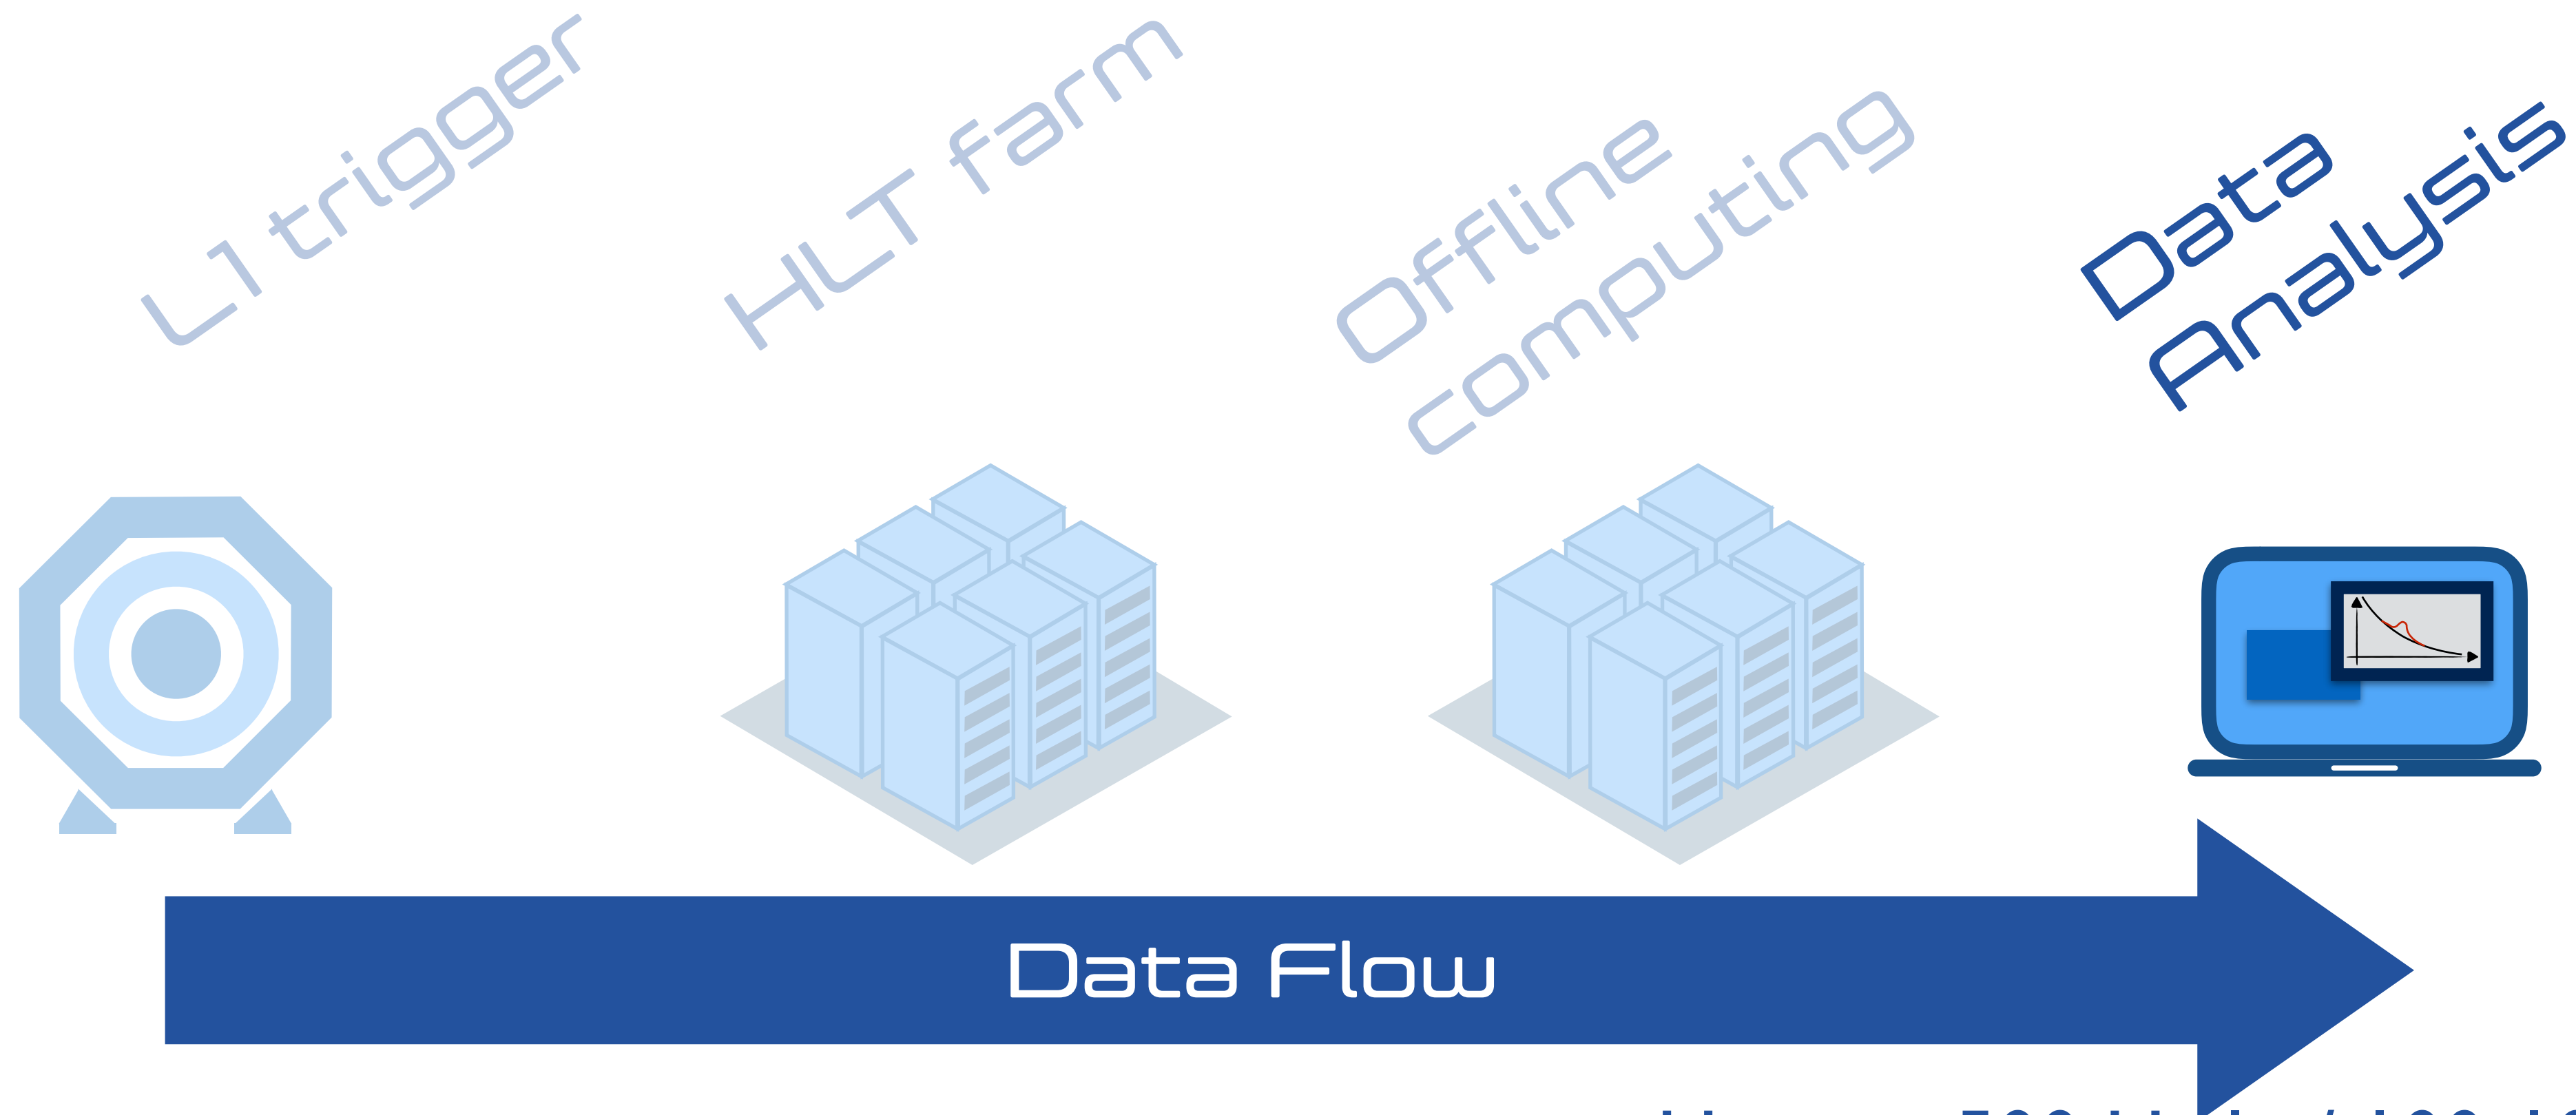 L1 trigger
HLT farm
Offline
computing
Data
Analysis
Data Flow